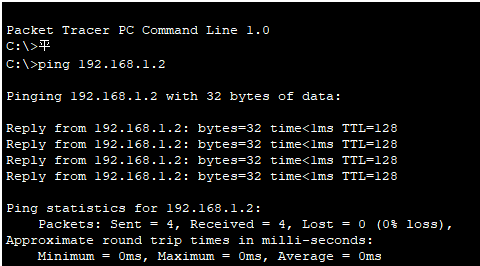 Packet Tracer PC Command Line 1.0
C:\>平
C:\>ping 192.168.1.2
Pinging 192.168.1.2 with 32 bytes of data:
Reply from 192.168.1.2: bytes=32 time<1ms TTL=128
Reply from 192.168.1.2: bytes=32 time<1ms TTL=128
Reply from 192.168.1.2: bytes=32 time<1ms TTL=128
Reply from 192.168.1.2: bytes=32 time<1ms TTL=128
Ping statistics for 192.168.1.2:
Packets: Sent = 4, Received = 4, Lost = 0 (0% loss),
Approximate round trip times in milli-seconds:
Minimum = 0ms, Maximum = 0ms, Average = 0ms